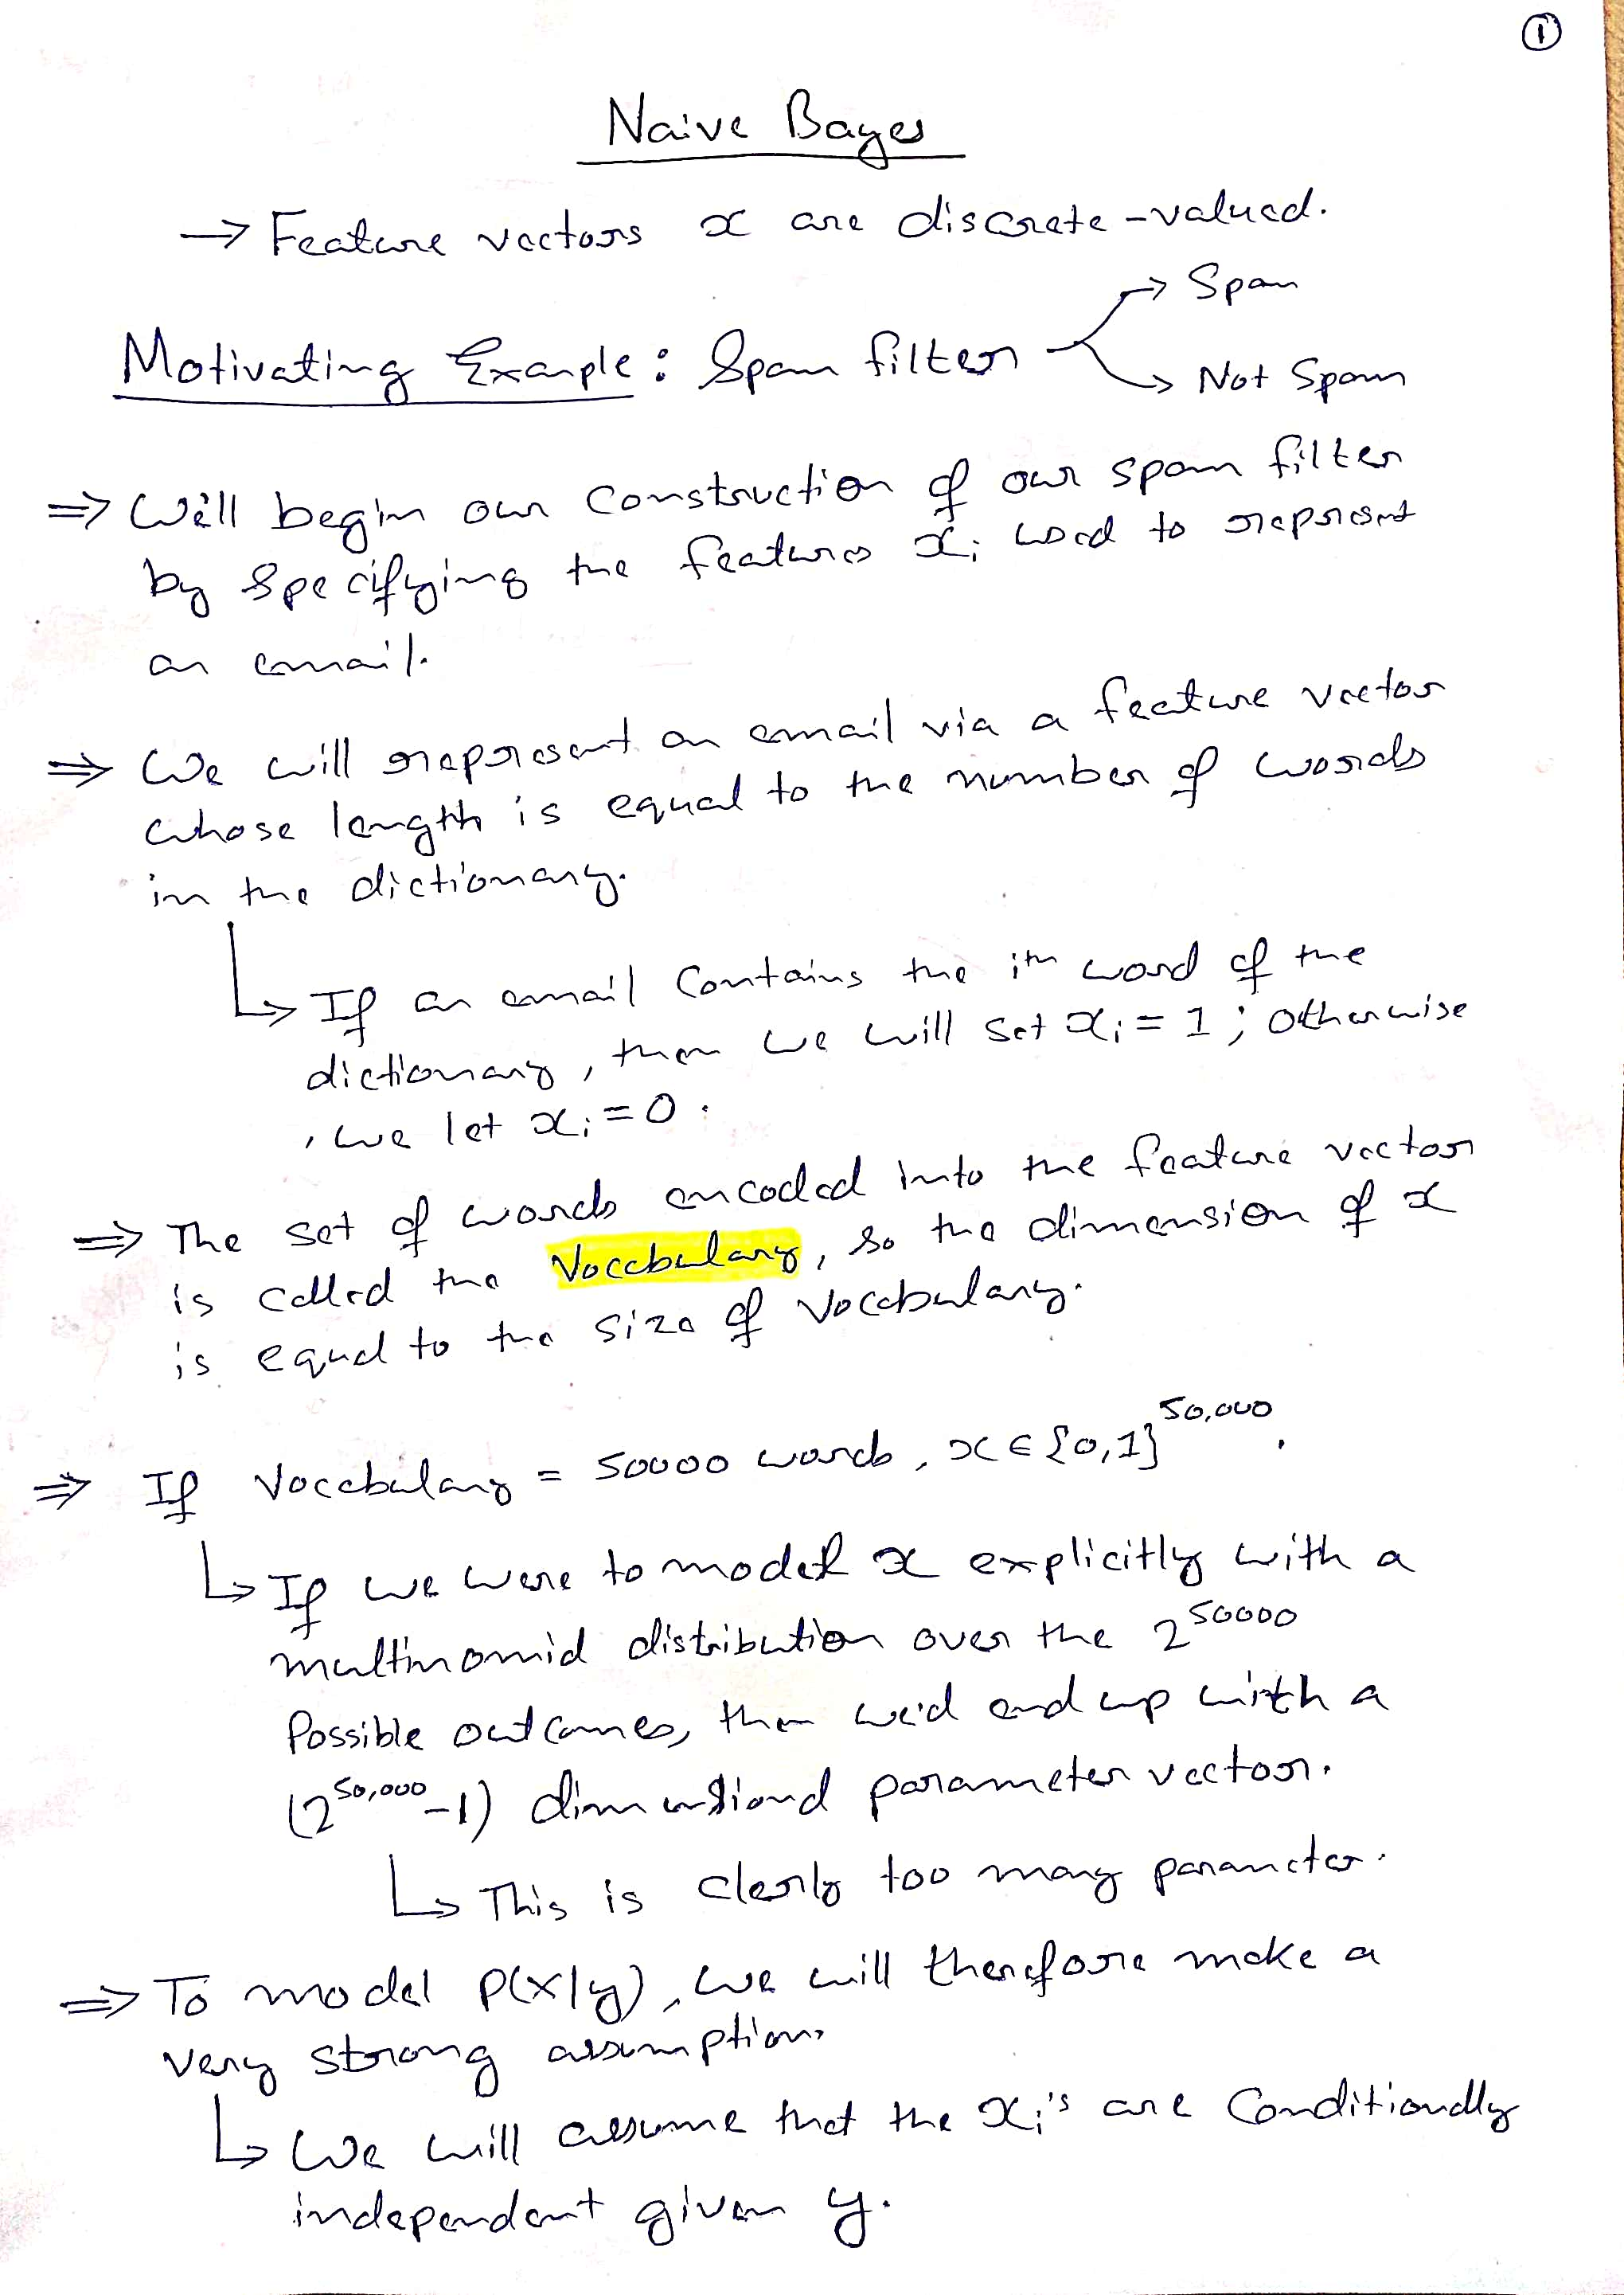 ①
Naive Bayes
→ Feature vectors x are discrete-valued.
→ Spam
Motivating Example : Spam filter
→ Not Spam
⇒ Will begin our construction of our spam filter
by specifying the features xᵢ used to represent
an email.
⇒ We will represent an email via a feature vector
whose length is equal to the number of words
in the dictionary.
↳ If an email contains the iᵗʰ word of the
dictionary, then we will set xᵢ = 1 ; otherwise
, we let xᵢ = 0 .
⇒ The set of words encoded into the feature vector
is called the Vocabulary, so the dimension of x
is equal to the size of vocabulary.
⇒ If Vocabulary = 50000 words, x ∈ {0,1}^50,000.
↳ If we were to model x explicitly with a
multinomial distribution over the 2^50000
Possible outcomes, then we'd end up with a
(2^50,000 -1) dimensional parameter vector.
↳ This is clearly too many parameter.
⇒ To model P(x|y), we will therefore make a
very strong assumption.
↳ We will assume that the xᵢ's are Conditionally
independent given y.